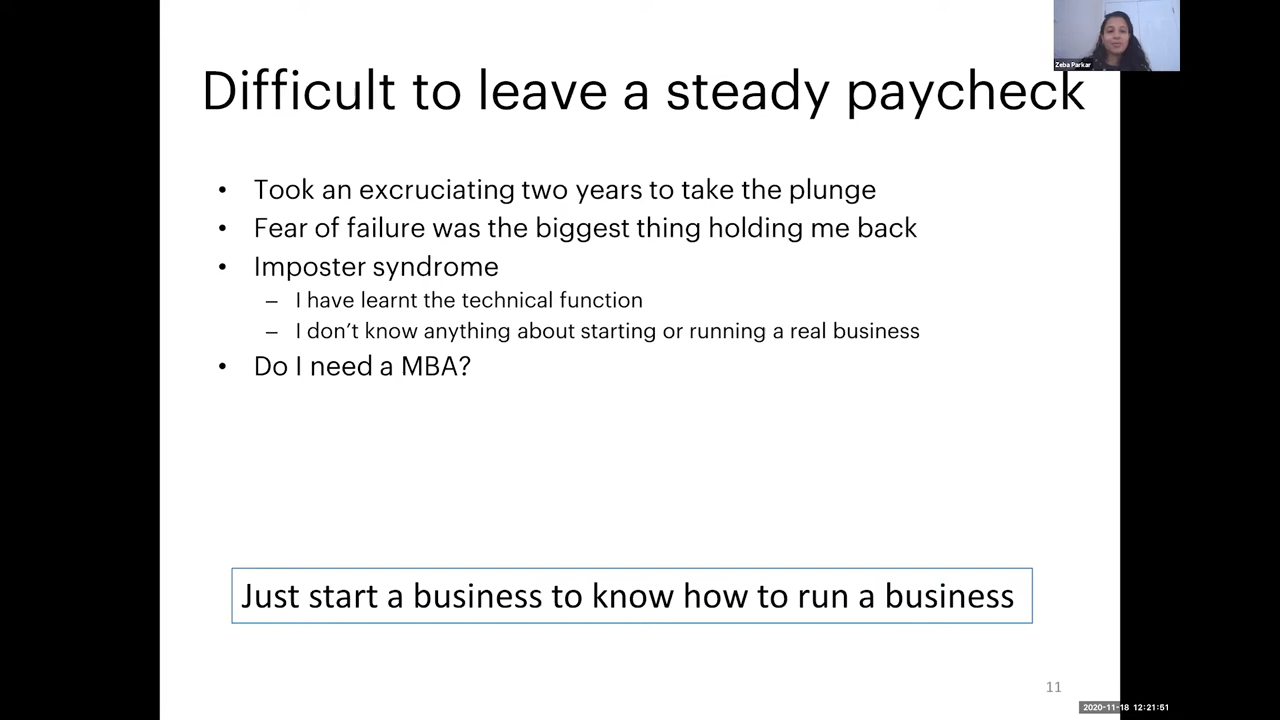 Zeba Parkar
Difficult to leave a steady paycheck
• Took an excruciating two years to take the plunge
• Fear of failure was the biggest thing holding me back
• Imposter syndrome
– I have learnt the technical function
– I don't know anything about starting or running a real business
• Do I need a MBA?
Just start a business to know how to run a business
11
2020-11-18 12:21:51